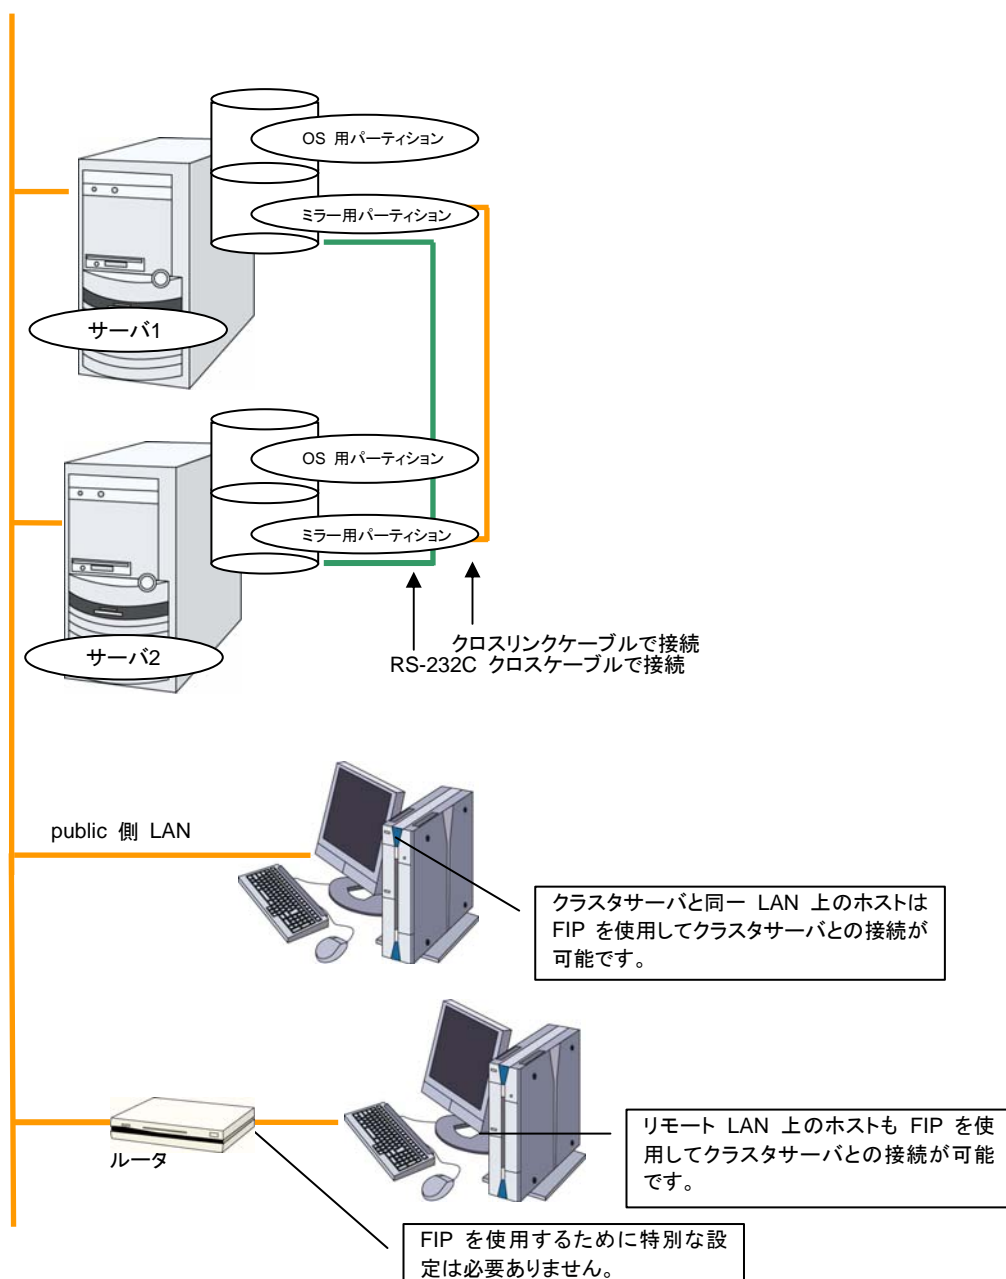 OS 用パーティション
ミラー用パーティション
サーバ1
OS 用パーティション
ミラー用パーティション
サーバ2
クロスリンクケーブルで接続
RS-232C クロスケーブルで接続
public 側 LAN
クラスタサーバと同一 LAN 上のホストは
FIP を使用してクラスタサーバとの接続が
可能です。
リモート LAN 上のホストも FIP を使
用してクラスタサーバとの接続が可能
です。
ルータ
FIP を使用するために特別な設
定は必要ありません。